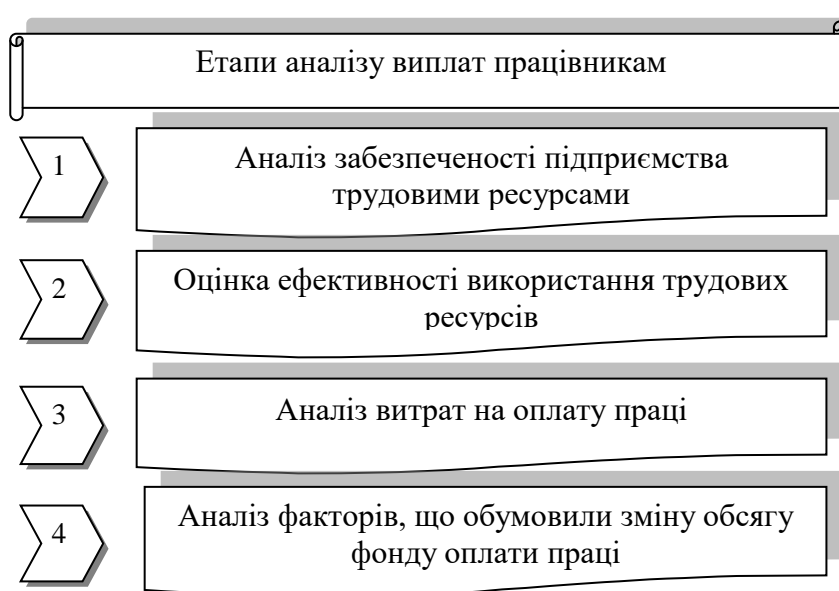 Етапи аналізу виплат працівникам
1
Аналіз забезпеченості підприємства
трудовими ресурсами
2
Оцінка ефективності використання трудових
ресурсів
3
Аналіз витрат на оплату праці
4
Аналіз факторів, що обумовили зміну обсягу
фонду оплати праці